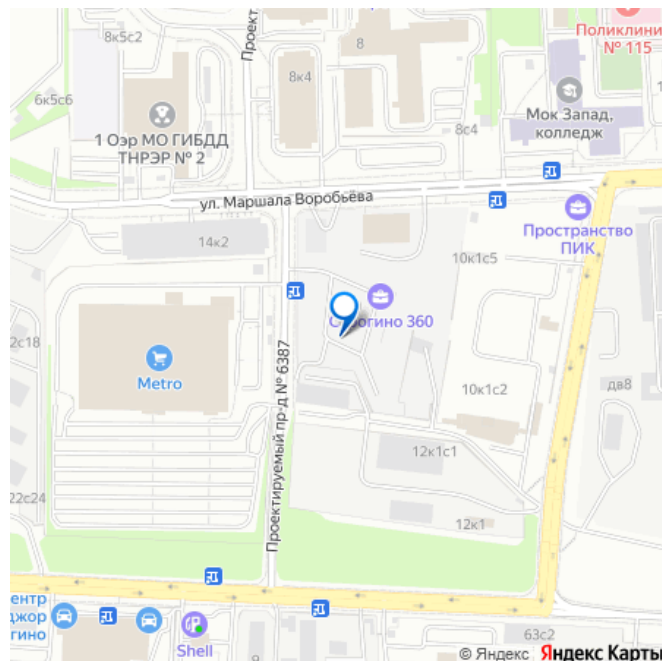 8к5с2
Проект
8
Поликлини
№ 115
8к4
6к5с6
1 Оэр МО ГИБДД
ТНРЭР № 2
8с4
Мок Запад,
колледж
ул. Маршала Воробьёва
Пространство
ПИК
14к2
10к1с5
2с18
Строгино 360
Metro
Проектируемый пр-д № 6387
10к1с2
дв8
12к1с1
22с24
12к1
ентр
джор
гино
Shell
63с2
© Яндекс Яндекс Карты